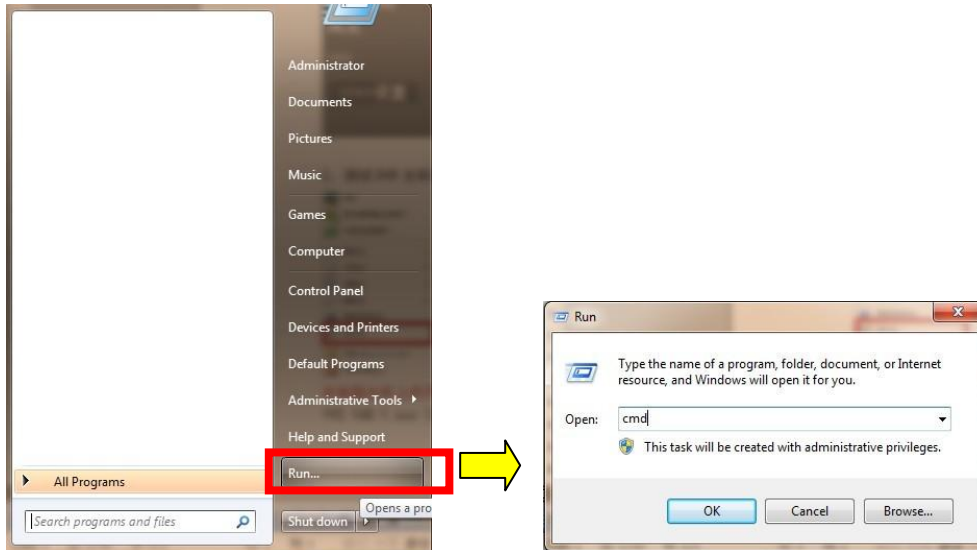 Administrator
Documents
Pictures
Music
Games
Computer
Control Panel
Devices and Printers
Default Programs
Administrative Tools
Help and Support
Run...
All Programs
Opens a pro
Search programs and files
Shut down
Run
Type the name of a program, folder, document, or Internet
resource, and Windows will open it for you.
Open: cmd
This task will be created with administrative privileges.
OK Cancel Browse...